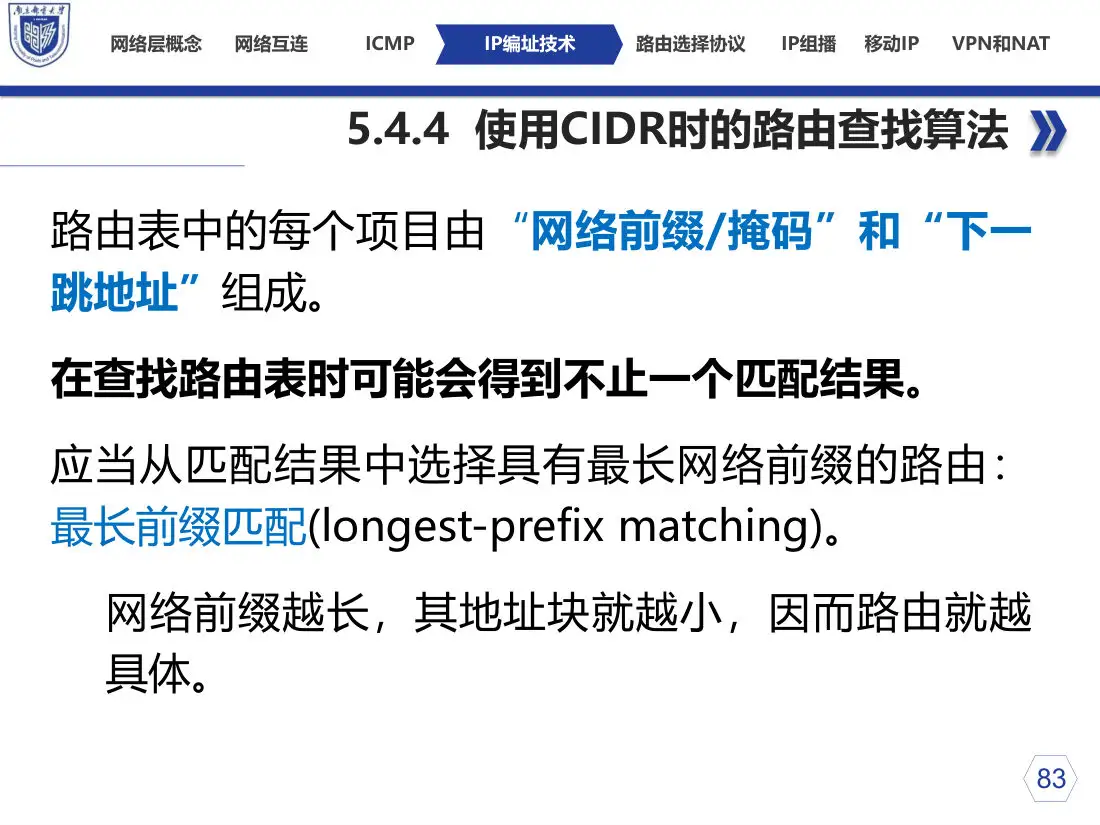 南京邮电大学
网络层概念 网络互连 ICMP IP编址技术 路由选择协议 IP组播 移动IP VPN和NAT
5.4.4 使用CIDR时的路由查找算法
路由表中的每个项目由“网络前缀/掩码”和“下一
跳地址”组成。
在查找路由表时可能会得到不止一个匹配结果。
应当从匹配结果中选择具有最长网络前缀的路由：
最长前缀匹配(longest-prefix matching)。
网络前缀越长，其地址块就越小，因而路由就越
具体。
83